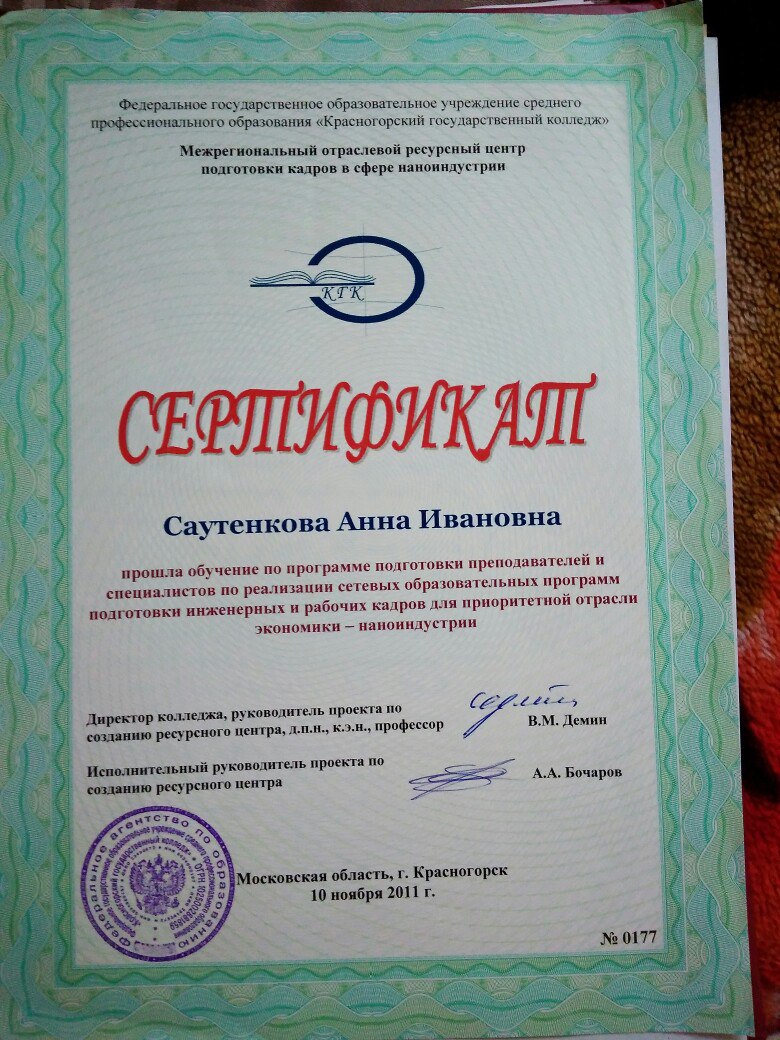 Федеральное государственное образовательное учреждение среднего
профессионального образования «Красногорский государственный колледж»
Межрегиональный отраслевой ресурсный центр
подготовки кадров в сфере наноиндустрии
КГК
СЕРТИФИКАТ
Саутенкова Анна Ивановна
прошла обучение по программе подготовки преподавателей и
специалистов по реализации сетевых образовательных программ
подготовки инженерных и рабочих кадров для приоритетной отрасли
экономики – наноиндустрии
Директор колледжа, руководитель проекта по
созданию ресурсного центра, д.п.н., к.э.н., профессор
В.М. Демин
Исполнительный руководитель проекта по
созданию ресурсного центра
А.А. Бочаров
Федеральное агентство по образованию
Московская область, г. Красногорск
10 ноября 2011 г.
№ 0177